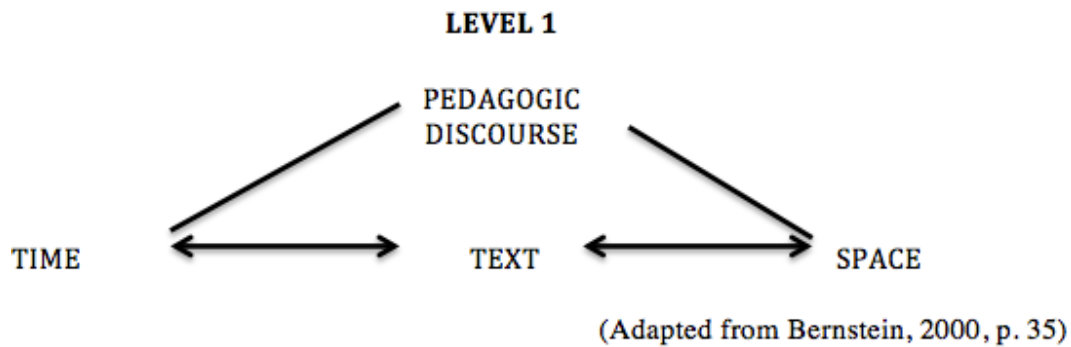 LEVEL 1
PEDAGOGIC
DISCOURSE
TIME TEXT SPACE
(Adapted from Bernstein, 2000, p. 35)